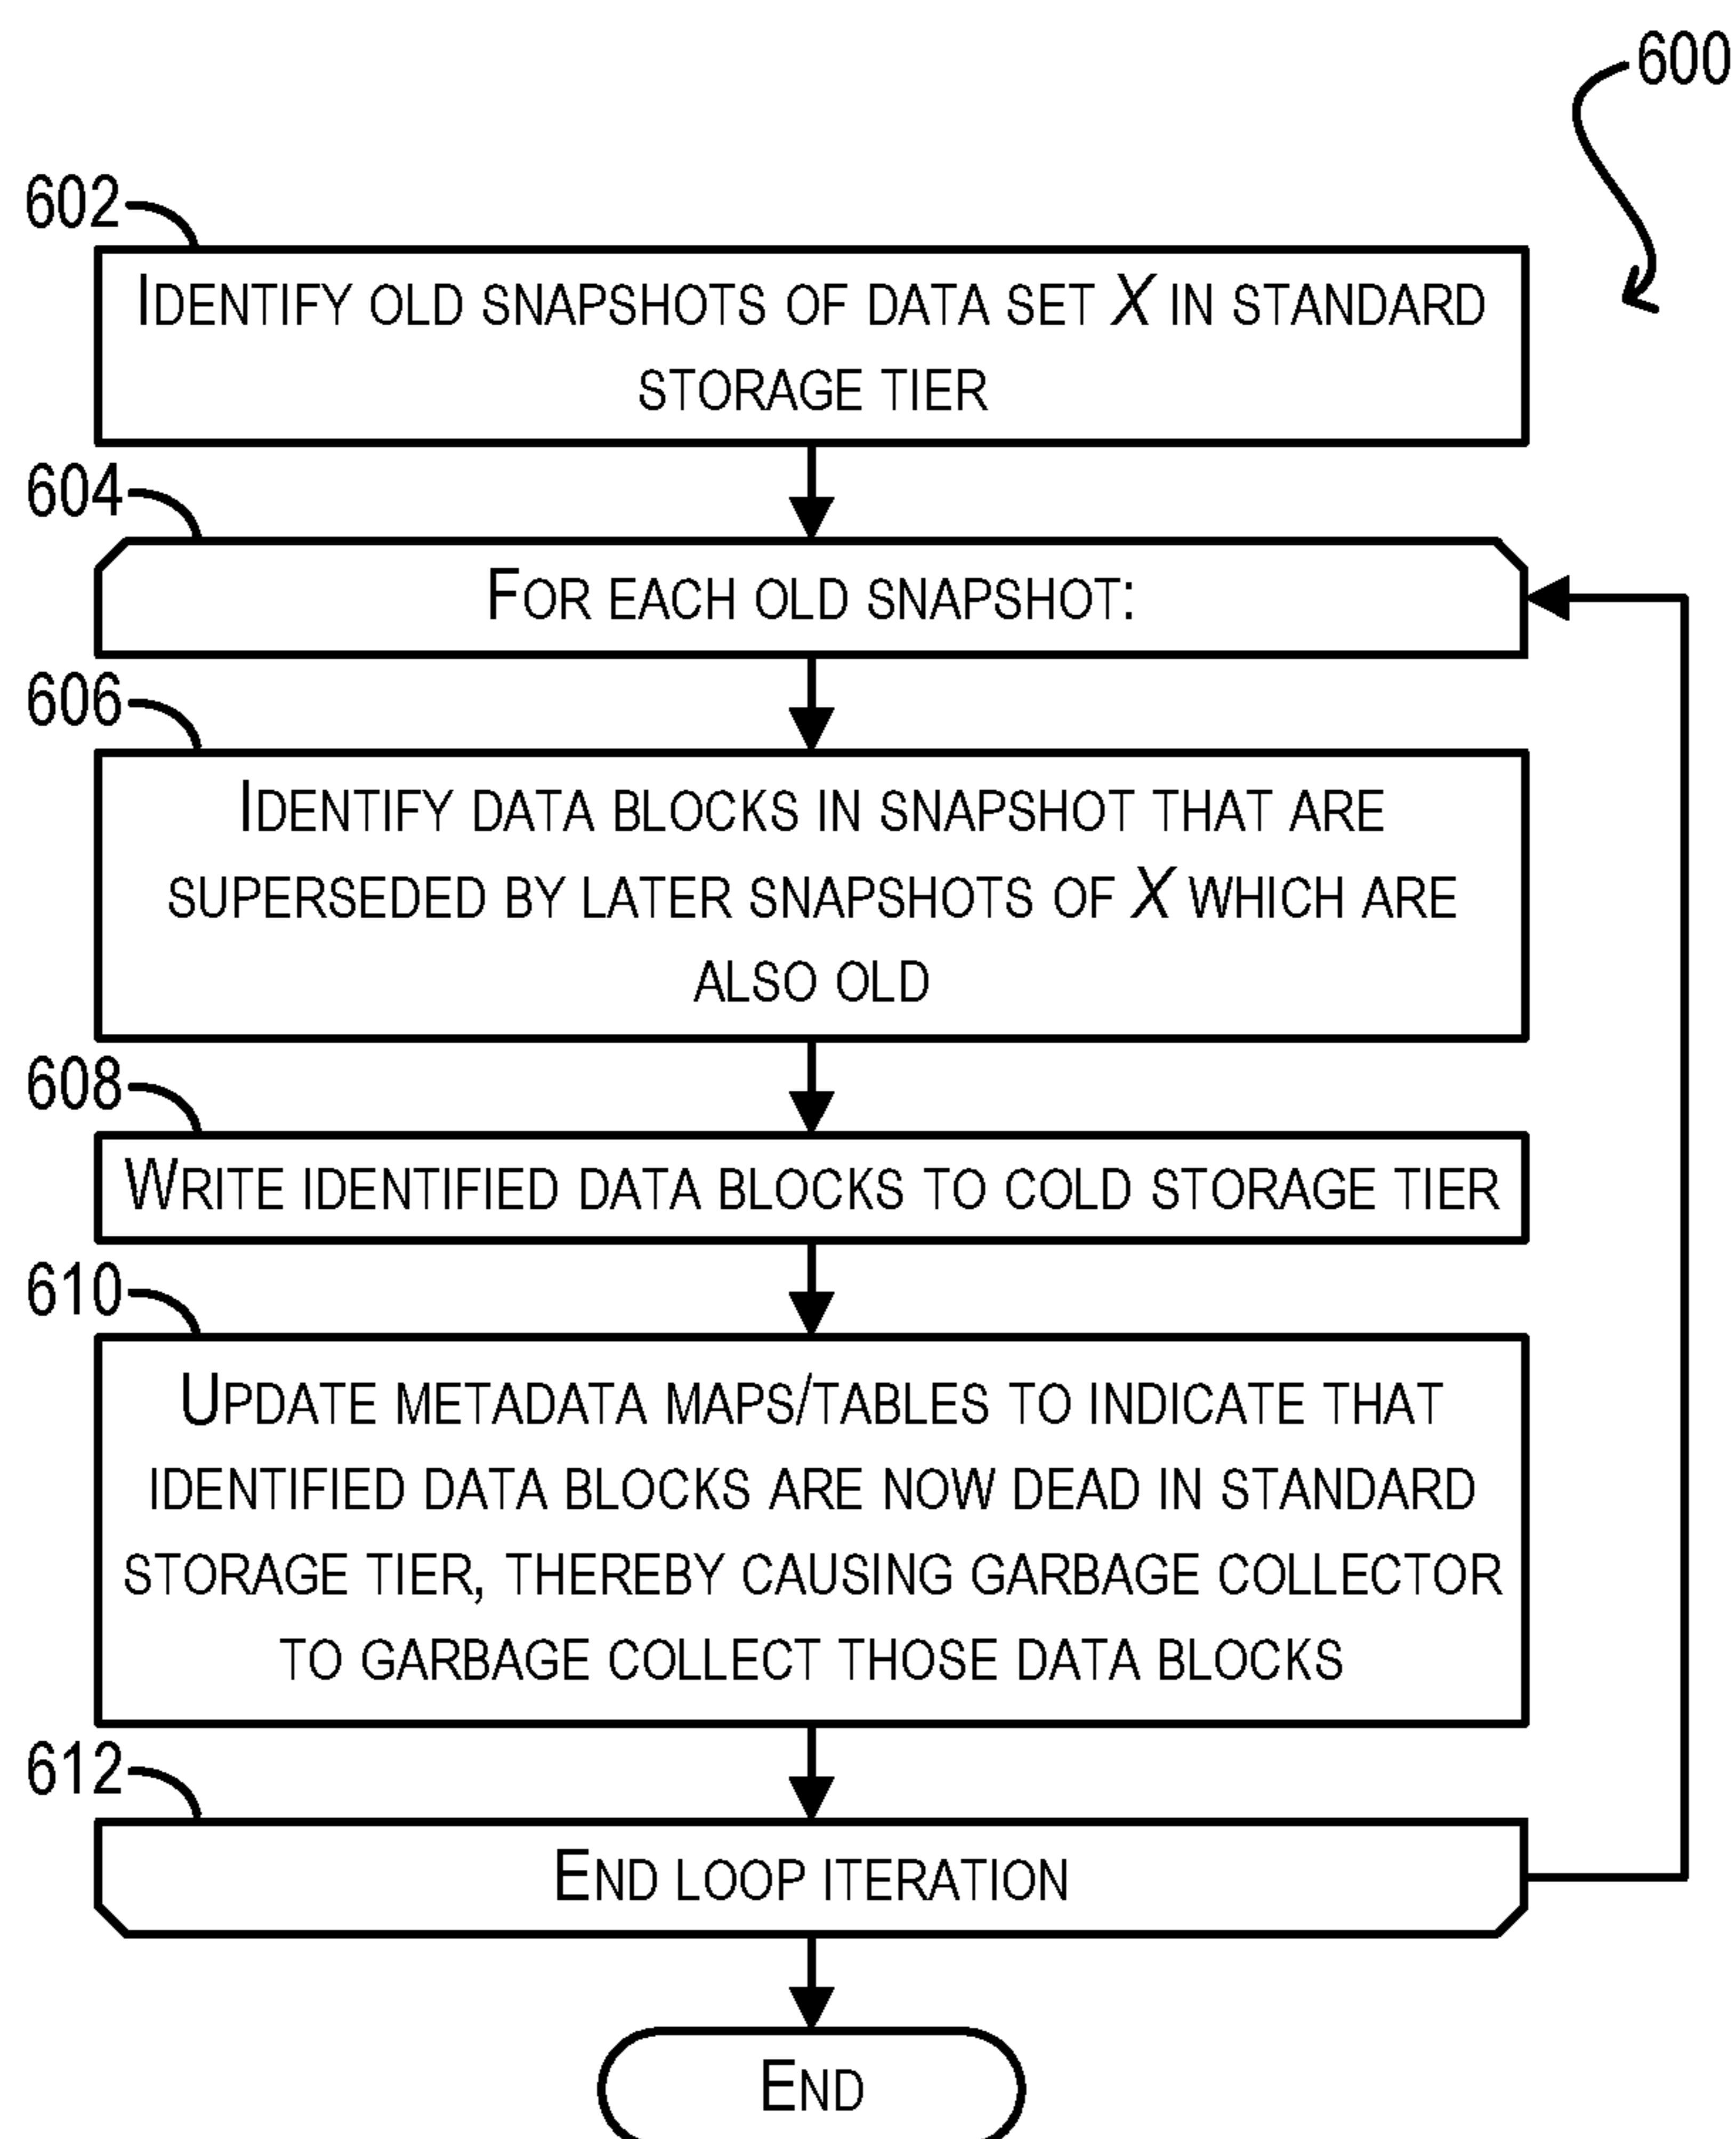 600
602
IDENTIFY OLD SNAPSHOTS OF DATA SET X IN STANDARD
STORAGE TIER
604
FOR EACH OLD SNAPSHOT:
606
IDENTIFY DATA BLOCKS IN SNAPSHOT THAT ARE
SUPERSEDED BY LATER SNAPSHOTS OF X WHICH ARE
ALSO OLD
608
WRITE IDENTIFIED DATA BLOCKS TO COLD STORAGE TIER
610
UPDATE METADATA MAPS/TABLES TO INDICATE THAT
IDENTIFIED DATA BLOCKS ARE NOW DEAD IN STANDARD
STORAGE TIER, THEREBY CAUSING GARBAGE COLLECTOR
TO GARBAGE COLLECT THOSE DATA BLOCKS
612
END LOOP ITERATION
END